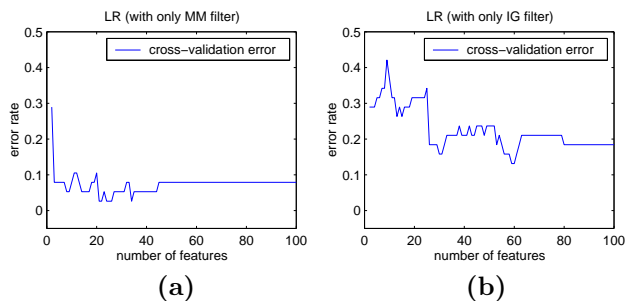 LR (with only MM filter)
0.5
0.4
0.3
0.2
0.1
0
error rate
cross−validation error
0 20 40 60 80 100
number of features
(a)
LR (with only IG filter)
0.5
0.4
0.3
0.2
0.1
0
error rate
cross−validation error
0 20 40 60 80 100
number of features
(b)